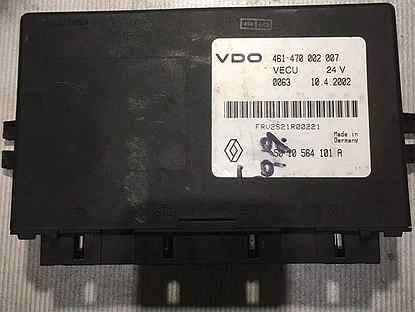 VDO 461-470 002 007
VECU 24 V
0063 10.4.2002
FRV2521R00221
Made in
Germany
50 10 564 101 A